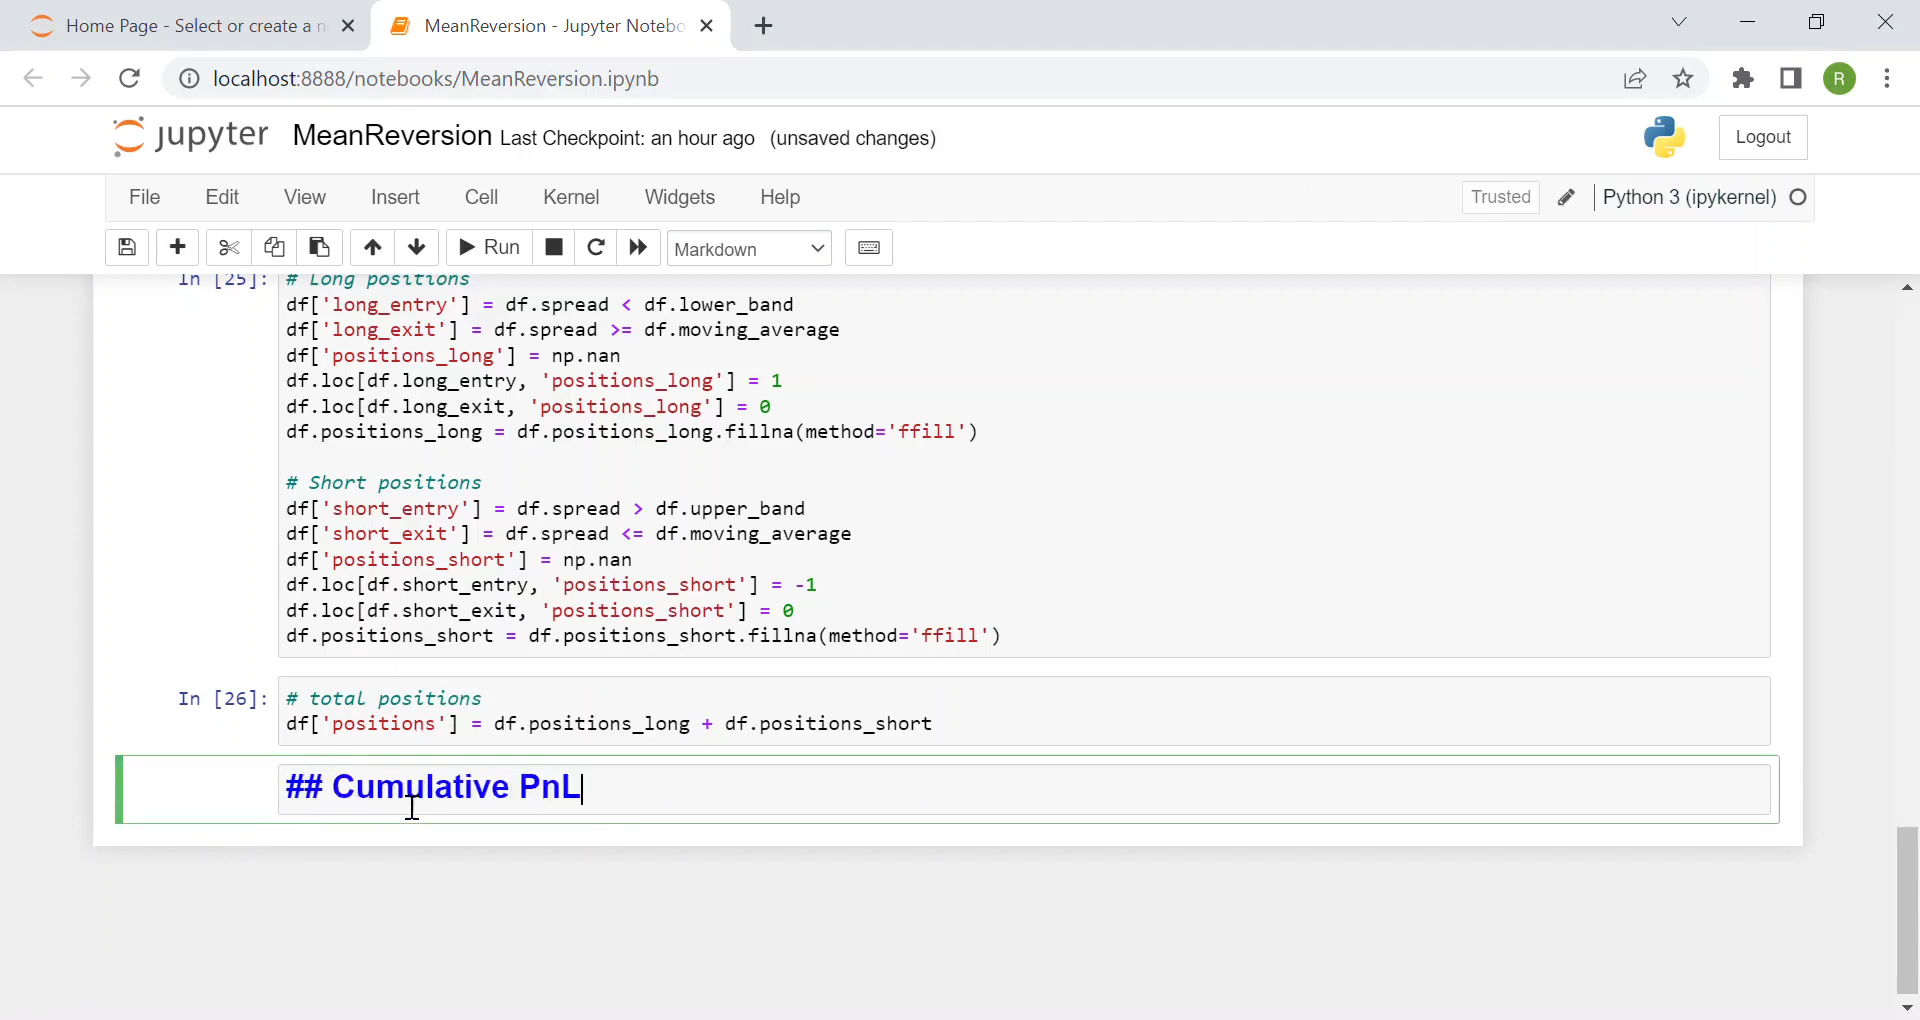 Home Page - Select or create a n
MeanReversion - Jupyter Notebo
localhost:8888/notebooks/MeanReversion.ipynb
R
jupyter MeanReversion Last Checkpoint: an hour ago (unsaved changes)
Logout
File Edit View Insert Cell Kernel Widgets Help
Trusted Python 3 (ipykernel)
Run Markdown
In [25]: # Long positions
df['long_entry'] = df.spread < df.lower_band
df['long_exit'] = df.spread >= df.moving_average
df['positions_long'] = np.nan
df.loc[df.long_entry, 'positions_long'] = 1
df.loc[df.long_exit, 'positions_long'] = 0
df.positions_long = df.positions_long.fillna(method='ffill')
# Short positions
df['short_entry'] = df.spread > df.upper_band
df['short_exit'] = df.spread <= df.moving_average
df['positions_short'] = np.nan
df.loc[df.short_entry, 'positions_short'] = -1
df.loc[df.short_exit, 'positions_short'] = 0
df.positions_short = df.positions_short.fillna(method='ffill')
In [26]: # total positions
df['positions'] = df.positions_long + df.positions_short
## Cumulative PnL